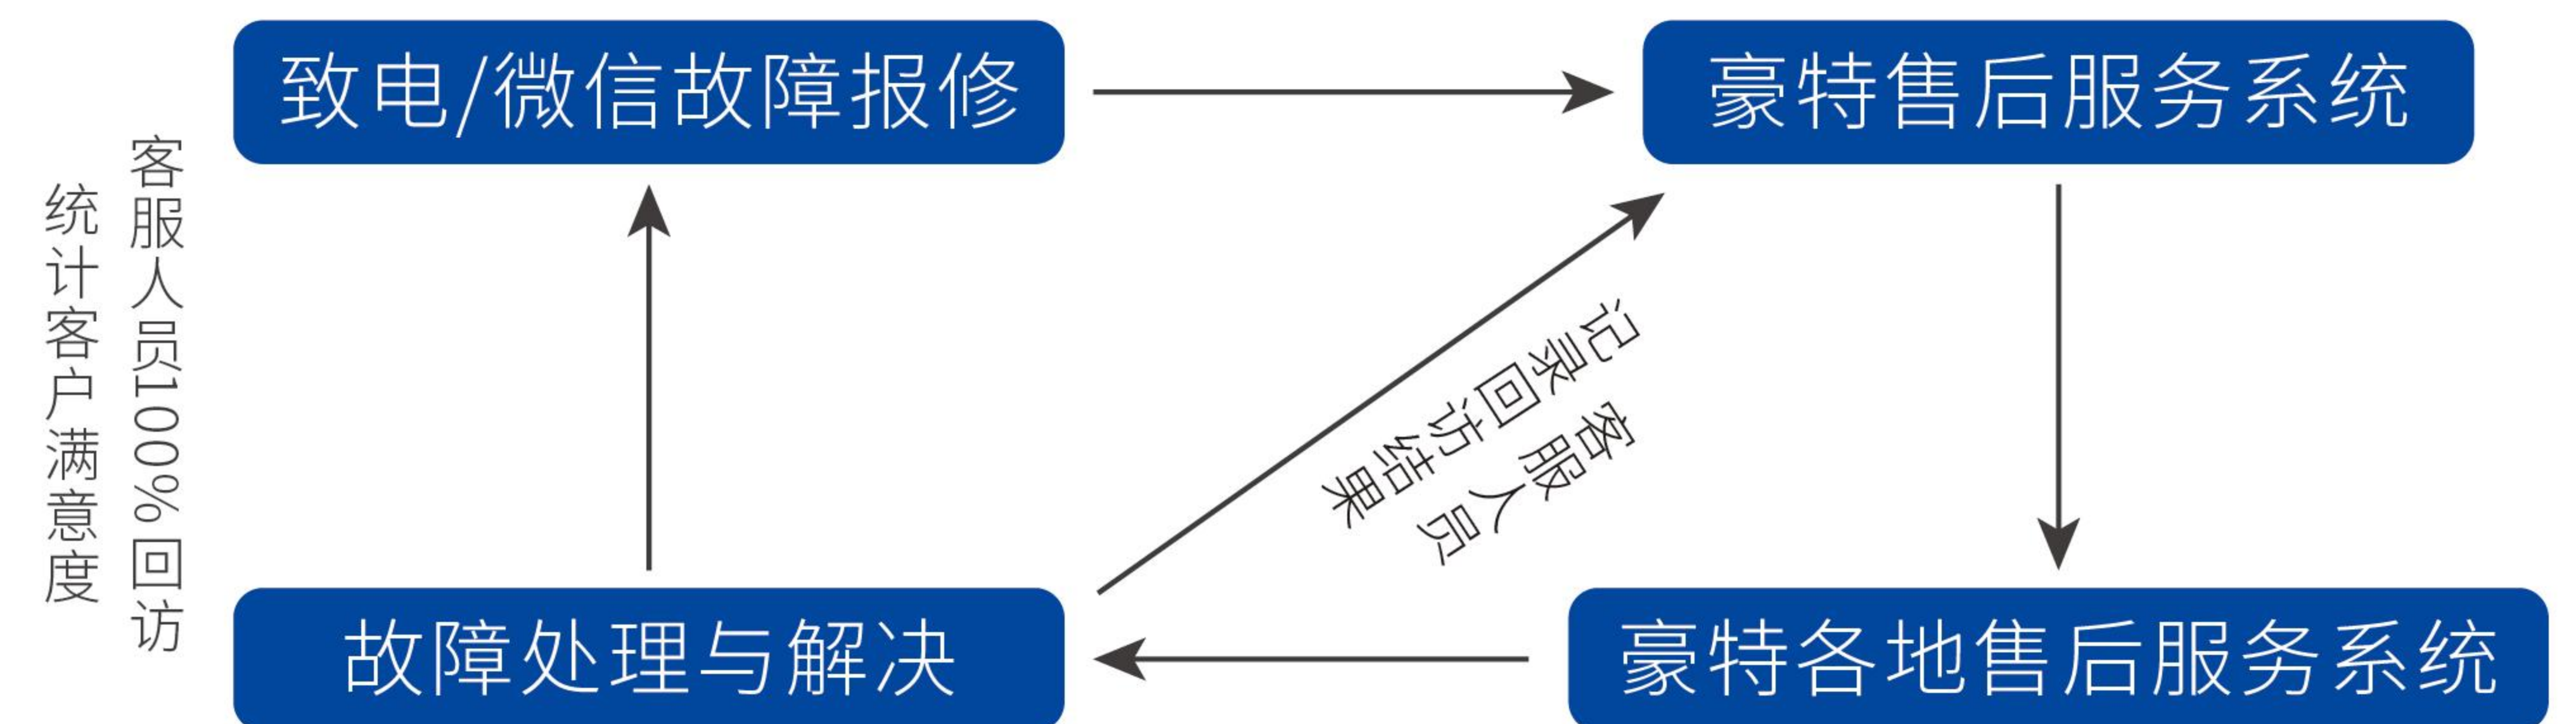 致电/微信故障报修
豪特售后服务系统
客服人员100%回访
统计客户满意度
客服人员
记录回访结果
故障处理与解决
豪特各地售后服务系统